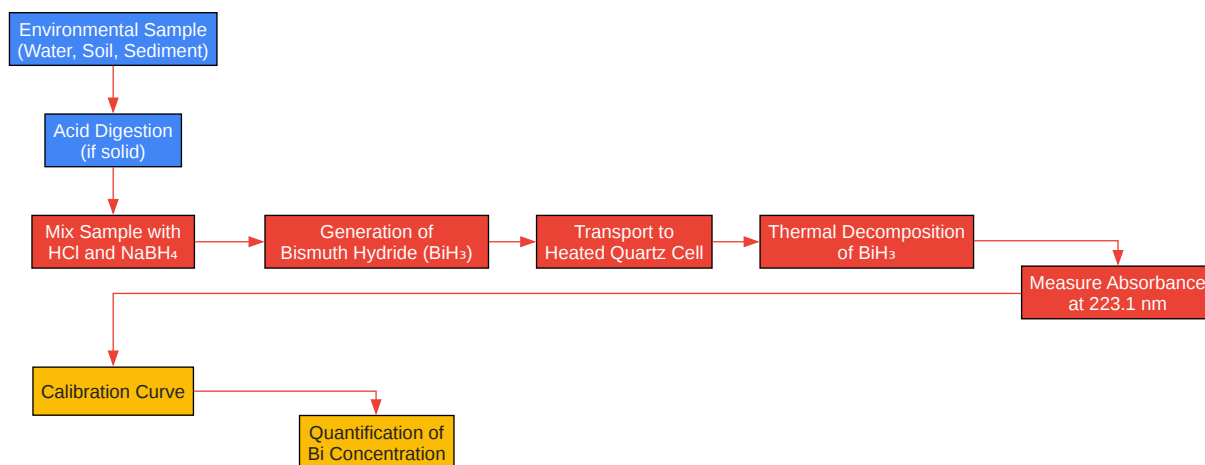 Environmental Sample
(Water, Soil, Sediment)
Acid Digestion
(if solid)
Mix Sample with
HCl and NaBH₄
Generation of
Bismuth Hydride (BiH₃)
Transport to
Heated Quartz Cell
Thermal Decomposition
of BiH₃
Measure Absorbance
at 223.1 nm
Calibration Curve
Quantification of
Bi Concentration